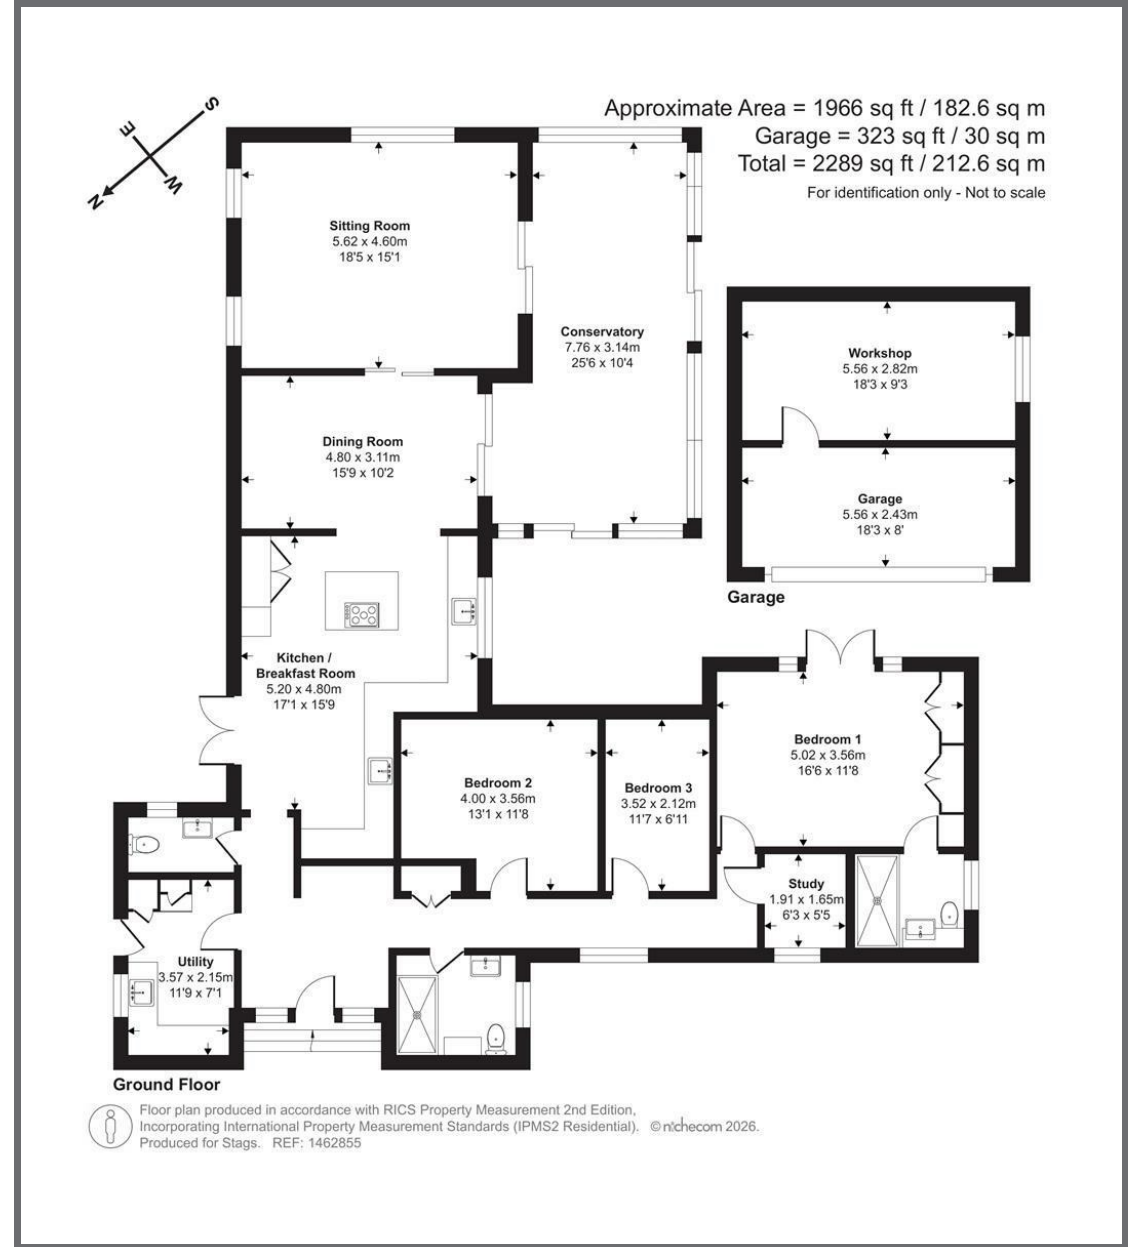 S
E
W
N
Approximate Area = 1966 sq ft / 182.6 sq m
Garage = 323 sq ft / 30 sq m
Total = 2289 sq ft / 212.6 sq m
For identification only - Not to scale
Sitting Room
5.62 x 4.60m
18'5 x 15'1
Conservatory
7.76 x 3.14m
25'6 x 10'4
Workshop
5.56 x 2.82m
18'3 x 9'3
Dining Room
4.80 x 3.11m
15'9 x 10'2
Garage
5.56 x 2.43m
18'3 x 8'
Garage
Kitchen /
Breakfast Room
5.20 x 4.80m
17'1 x 15'9
Bedroom 1
5.02 x 3.56m
16'6 x 11'8
Bedroom 2
4.00 x 3.56m
13'1 x 11'8
Bedroom 3
3.52 x 2.12m
11'7 x 6'11
Study
1.91 x 1.65m
6'3 x 5'5
Utility
3.57 x 2.15m
11'9 x 7'1
Ground Floor
Floor plan produced in accordance with RICS Property Measurement 2nd Edition,
Incorporating International Property Measurement Standards (IPMS2 Residential). © nichecom 2026.
Produced for Stags. REF: 1462855